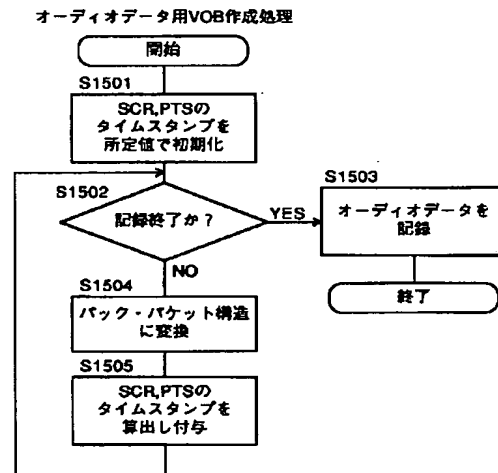 オーディオデータ用VOB作成処理
開始
S1501
SCR,PTSの
タイムスタンプを
所定値で初期化
S1502
記録終了か?
YES
S1503
オーディオデータを
記録
終了
NO
S1504
パック・パケット構造
に変換
S1505
SCR,PTSの
タイムスタンプを
算出し付与